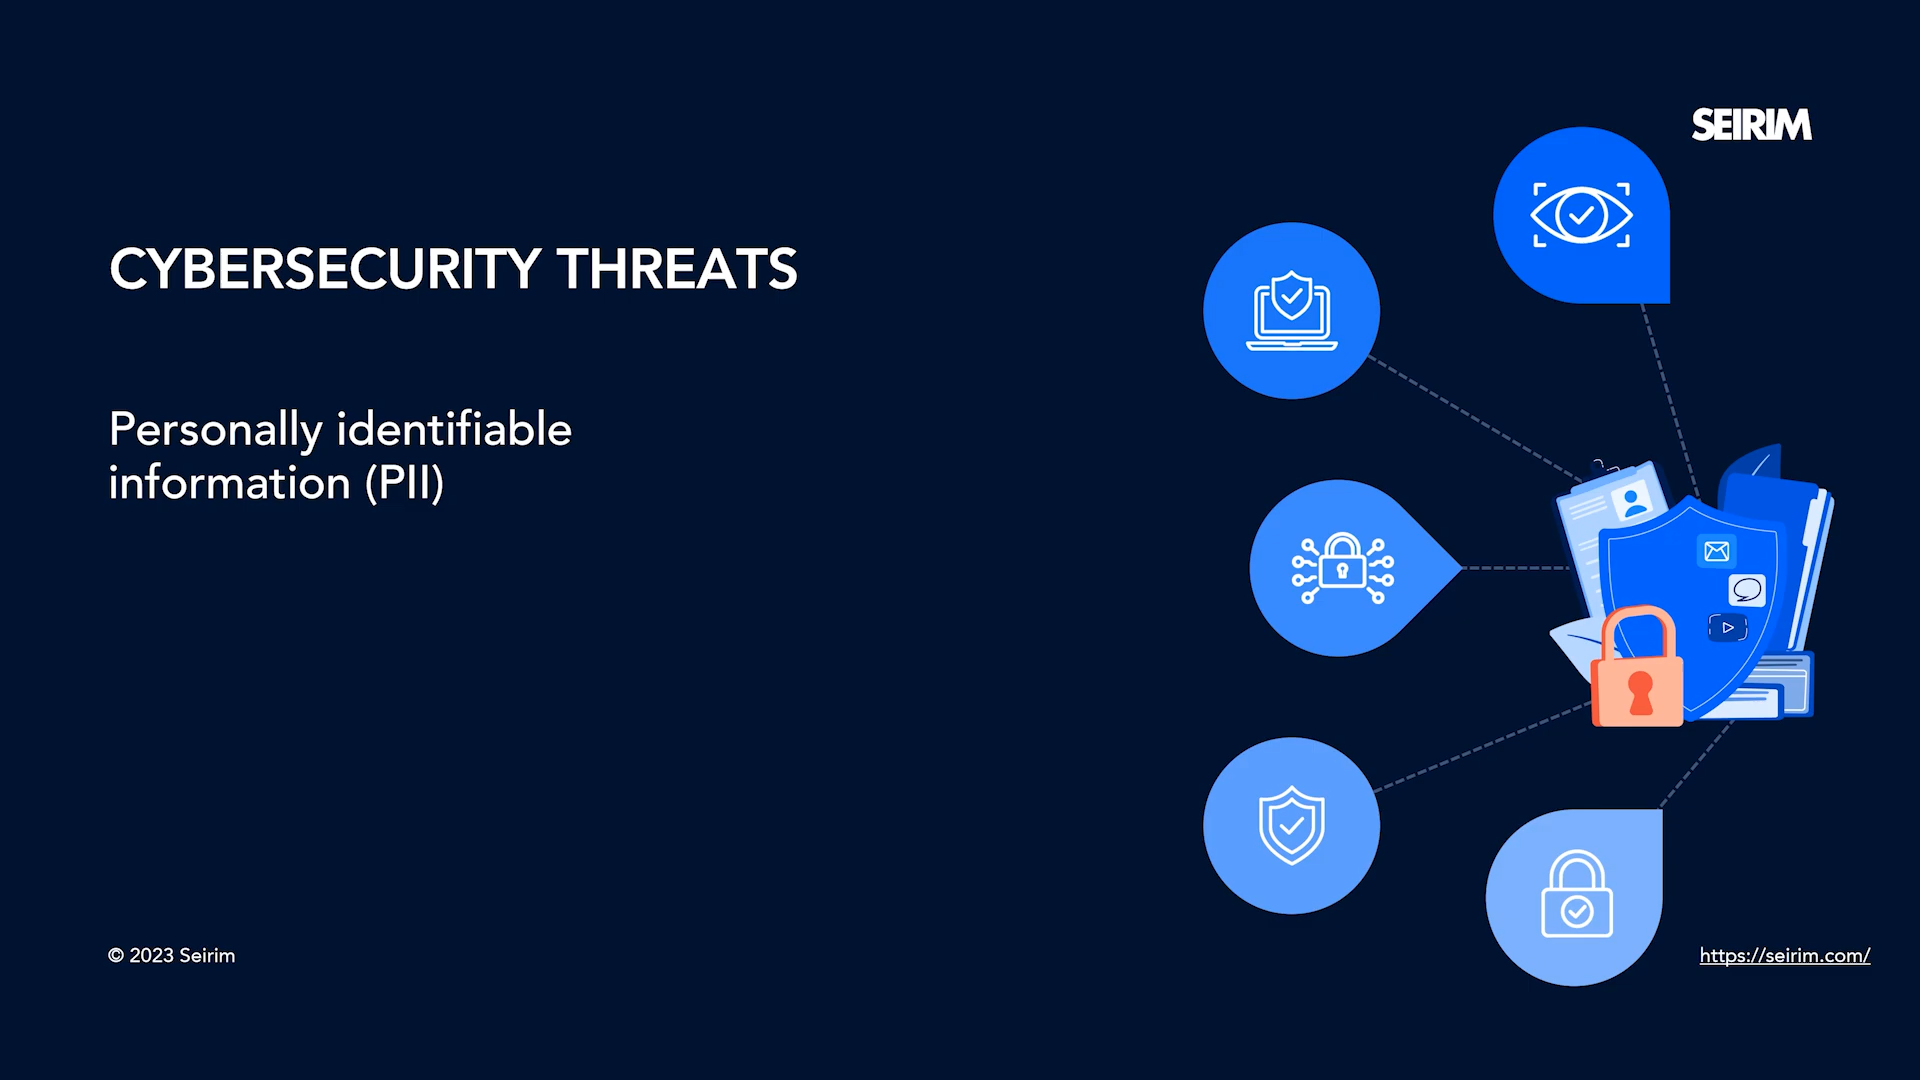 SEIRIM
CYBERSECURITY THREATS
Personally identifiable
information (PII)
© 2023 Seirim
https://seirim.com/